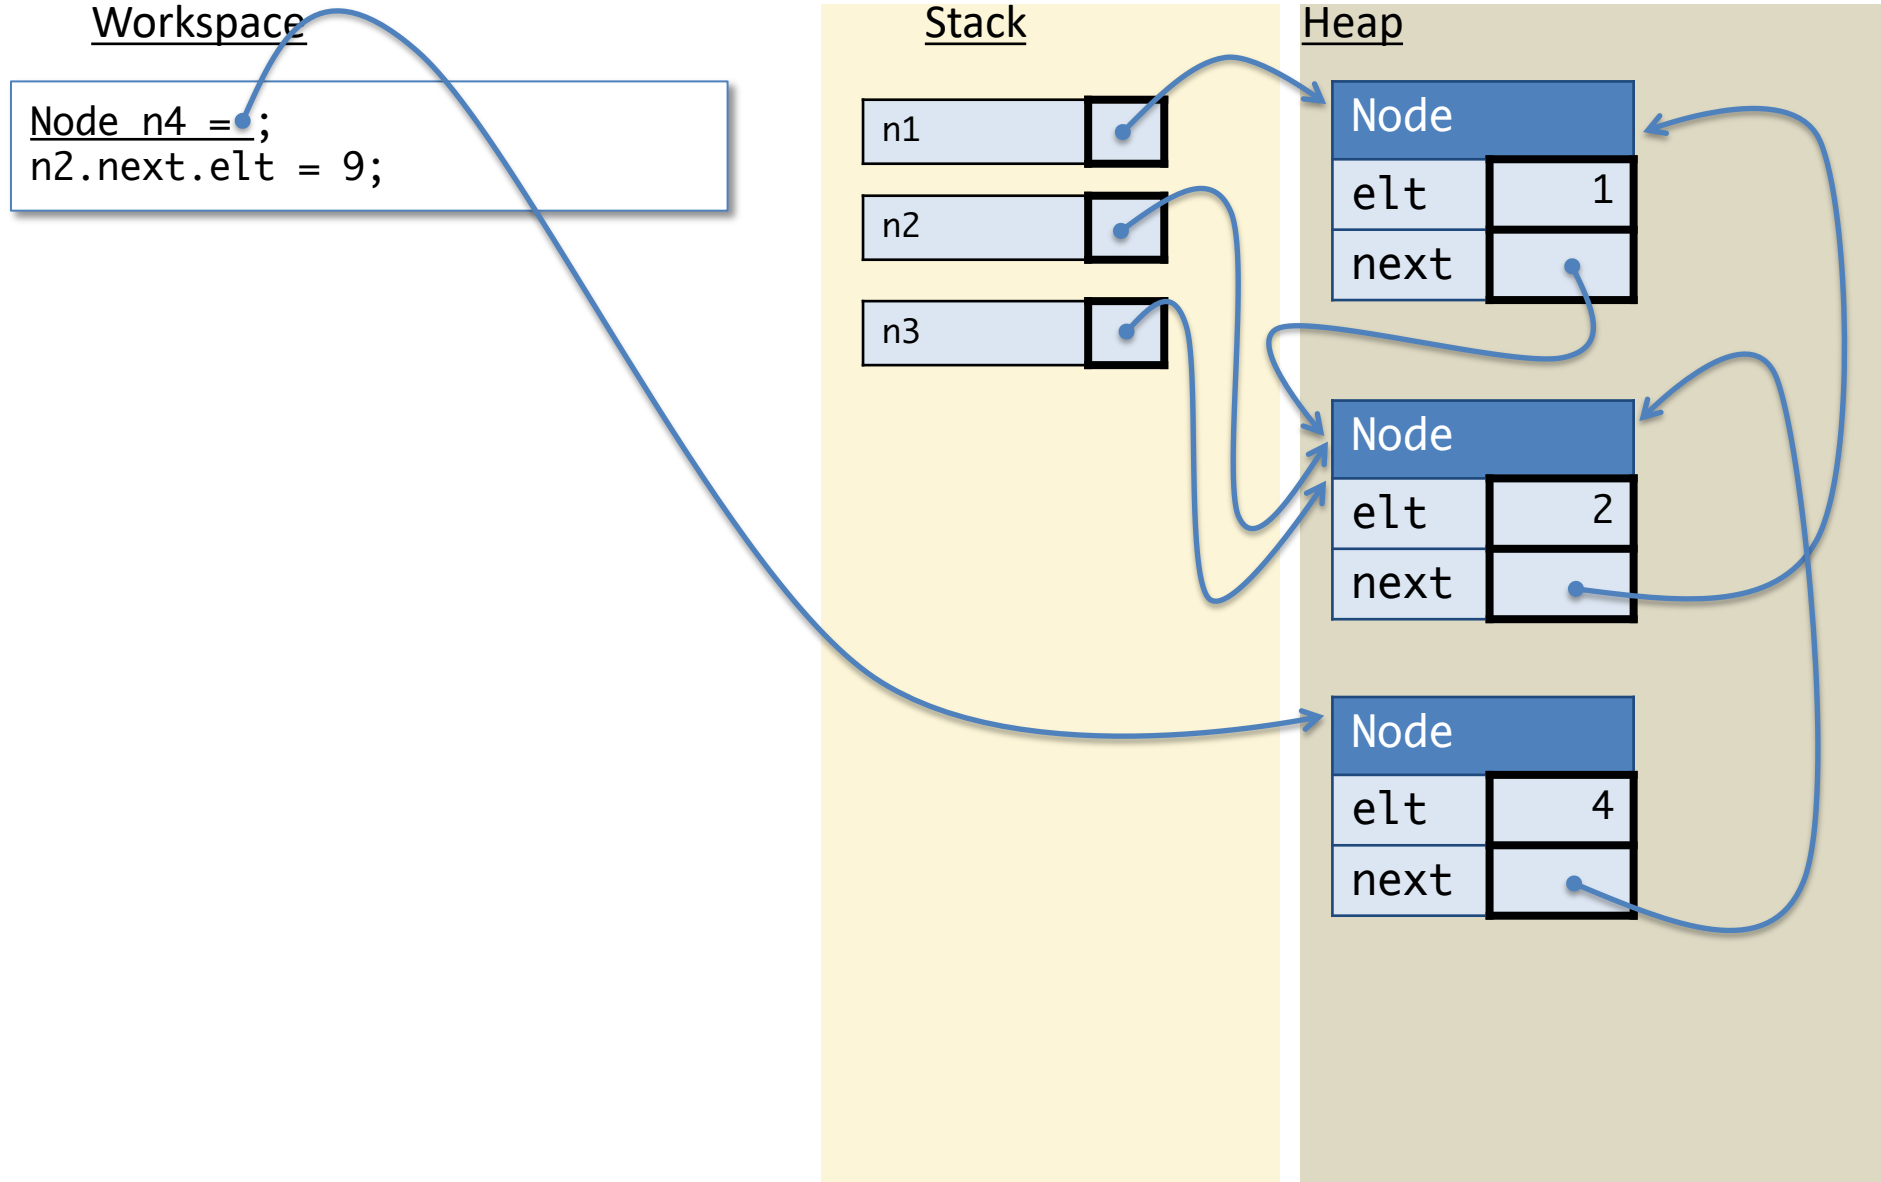 Workspace
Node n4 = ;
n2.next.elt = 9;
Stack
n1
n2
n3
Heap
Node
elt 1
next
Node
elt 2
next
Node
elt 4
next